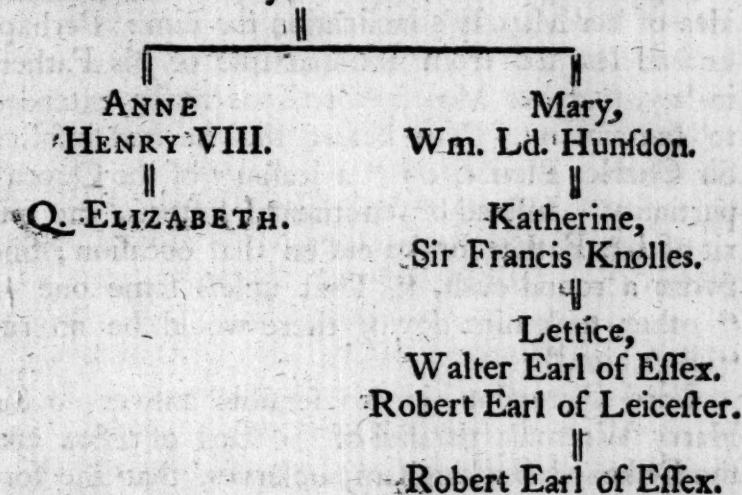 ANNE
HENRY VIII.
Q. ELIZABETH.
Mary,
Wm. Ld. Hunſdon.
Katherine,
Sir Francis Knolles.
Lettice,
Walter Earl of Eſſex.
Robert Earl of Leiceſter.
Robert Earl of Eſſex.